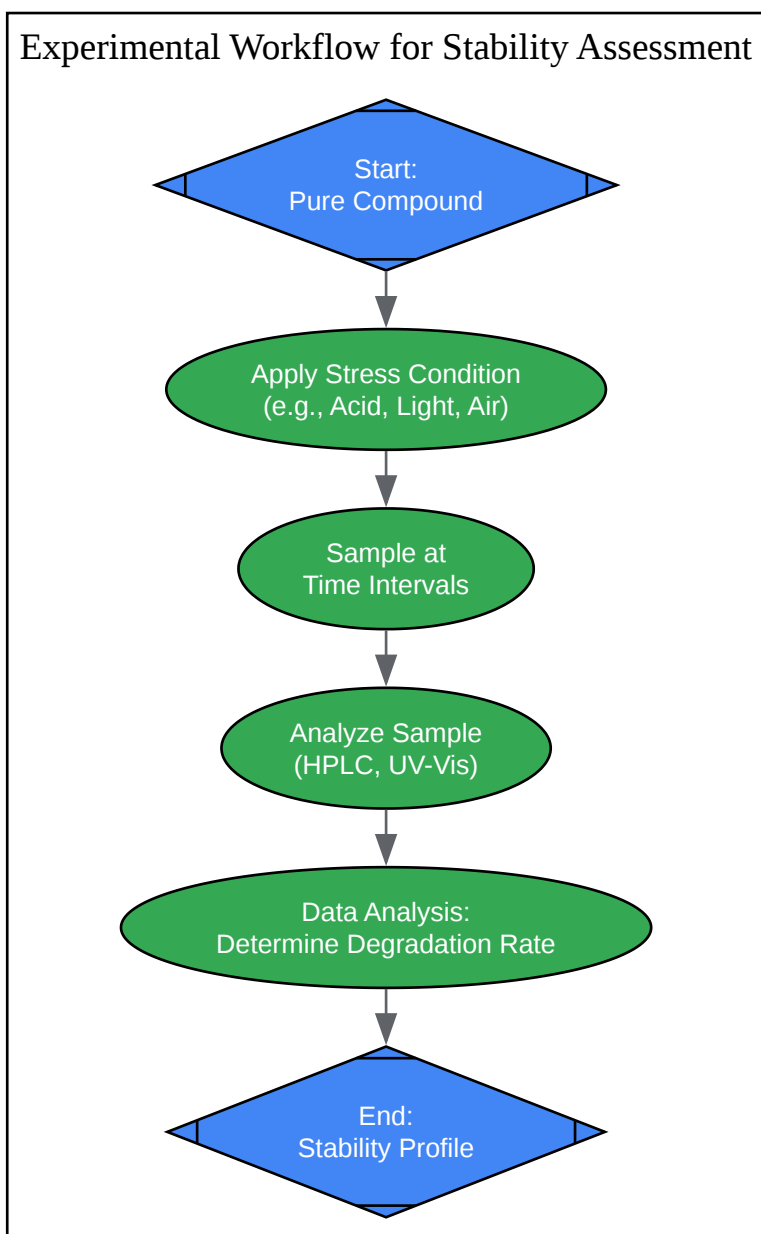 Experimental Workflow for Stability Assessment
Start:
Pure Compound
Apply Stress Condition
(e.g., Acid, Light, Air)
Sample at
Time Intervals
Analyze Sample
(HPLC, UV-Vis)
Data Analysis:
Determine Degradation Rate
End:
Stability Profile